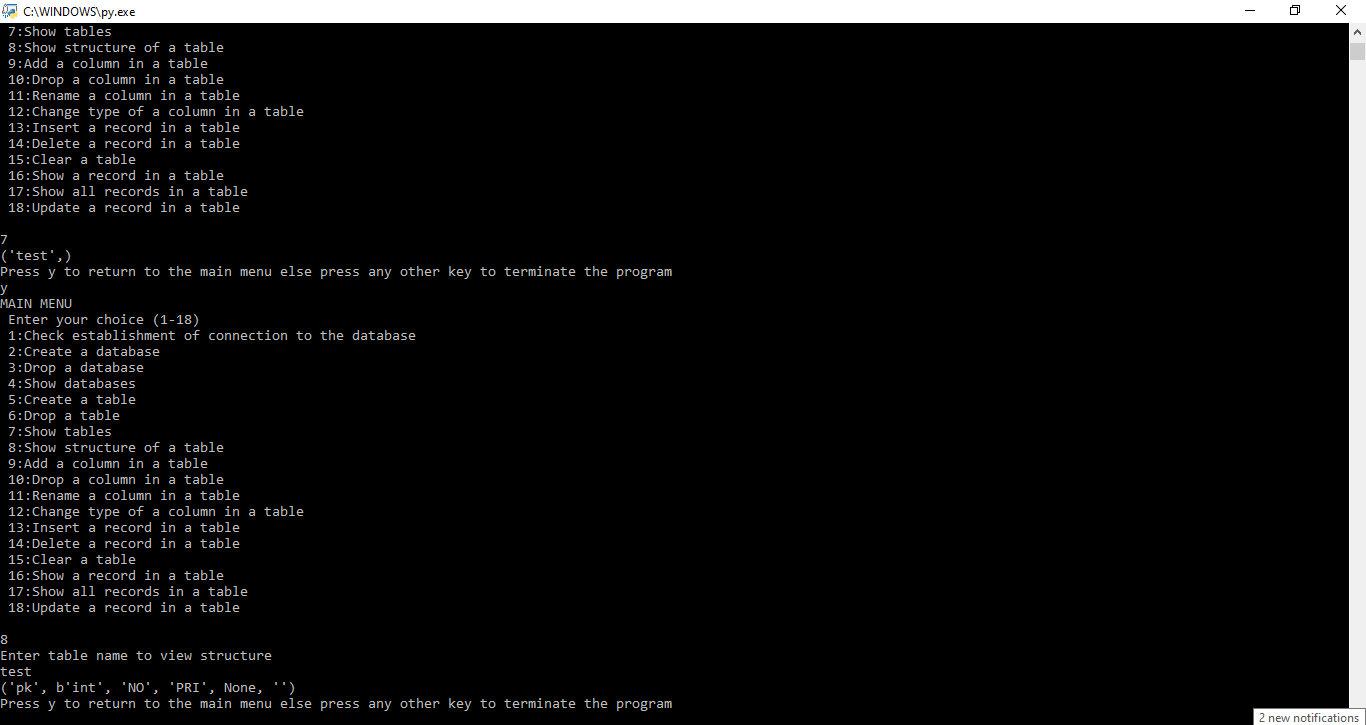 C:\WINDOWS\py.exe
7:Show tables
8:Show structure of a table
9:Add a column in a table
10:Drop a column in a table
11:Rename a column in a table
12:Change type of a column in a table
13:Insert a record in a table
14:Delete a record in a table
15:Clear a table
16:Show a record in a table
17:Show all records in a table
18:Update a record in a table
7
('test',)
Press y to return to the main menu else press any other key to terminate the program
y
MAIN MENU
Enter your choice (1-18)
1:Check establishment of connection to the database
2:Create a database
3:Drop a database
4:Show databases
5:Create a table
6:Drop a table
7:Show tables
8:Show structure of a table
9:Add a column in a table
10:Drop a column in a table
11:Rename a column in a table
12:Change type of a column in a table
13:Insert a record in a table
14:Delete a record in a table
15:Clear a table
16:Show a record in a table
17:Show all records in a table
18:Update a record in a table
8
Enter table name to view structure
test
('pk', b'int', 'NO', 'PRI', None, '')
Press y to return to the main menu else press any other key to terminate the program
2 new notifications